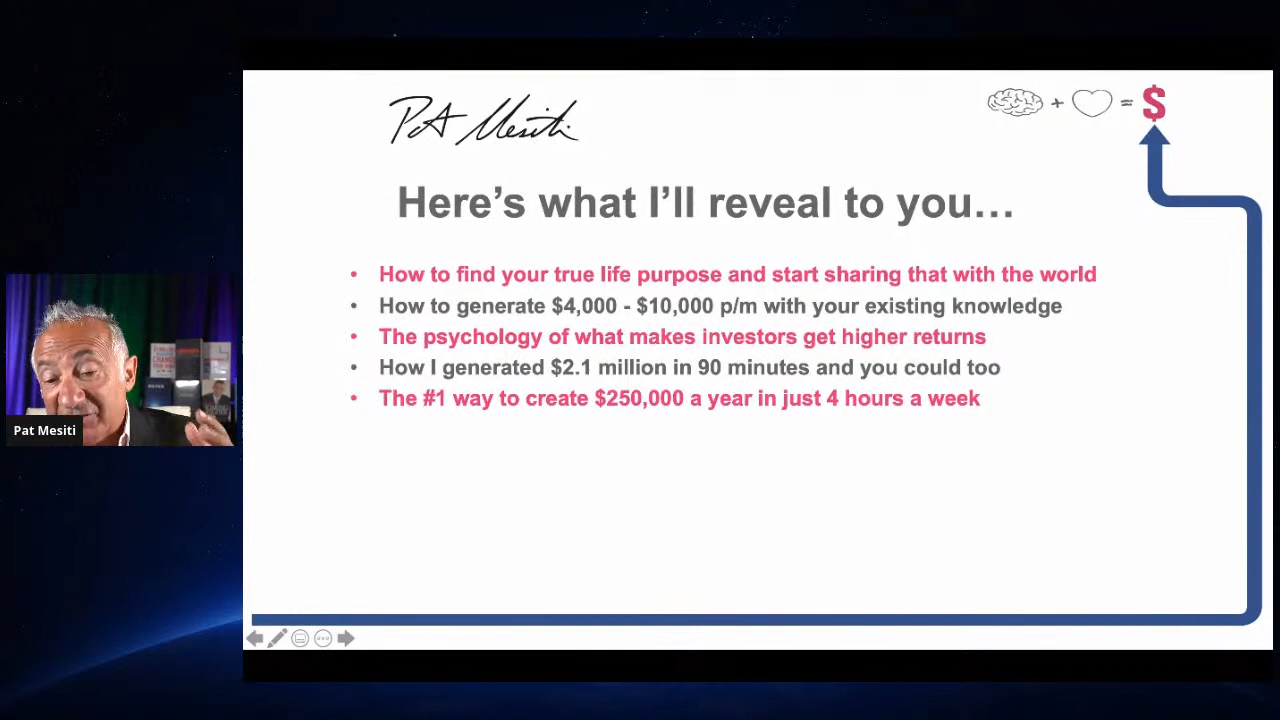 Pat Mesiti
+ = $
Here's what I'll reveal to you…
• How to find your true life purpose and start sharing that with the world
• How to generate $4,000 - $10,000 p/m with your existing knowledge
• The psychology of what makes investors get higher returns
• How I generated $2.1 million in 90 minutes and you could too
• The #1 way to create $250,000 a year in just 4 hours a week
Pat Mesiti